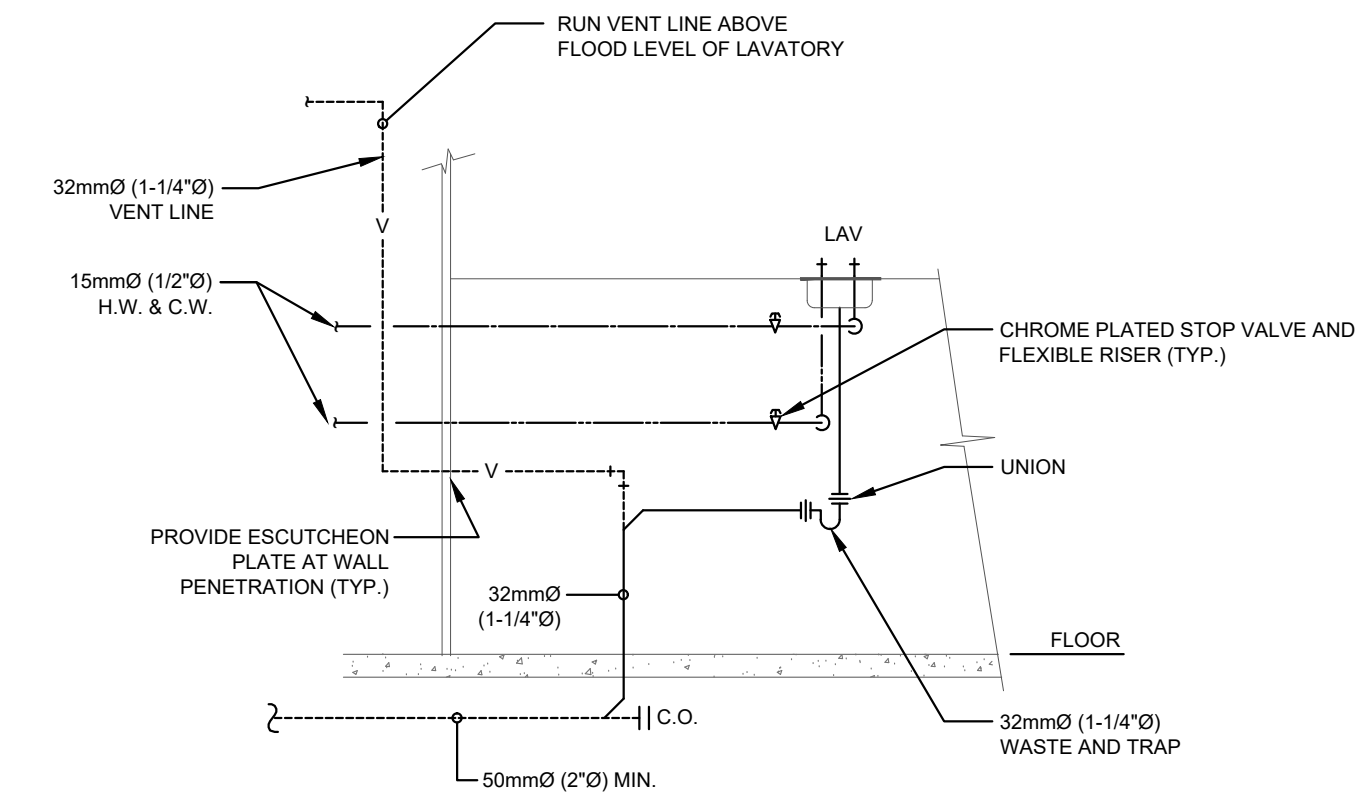 RUN VENT LINE ABOVE
FLOOD LEVEL OF LAVATORY
32mmØ (1-1/4"Ø)
VENT LINE
V
LAV
15mmØ (1/2"Ø)
H.W. & C.W.
CHROME PLATED STOP VALVE AND
FLEXIBLE RISER (TYP.)
V
UNION
PROVIDE ESCUTCHEON
PLATE AT WALL
PENETRATION (TYP.)
32mmØ
(1-1/4"Ø)
FLOOR
C.O.
32mmØ (1-1/4"Ø)
WASTE AND TRAP
50mmØ (2"Ø) MIN.